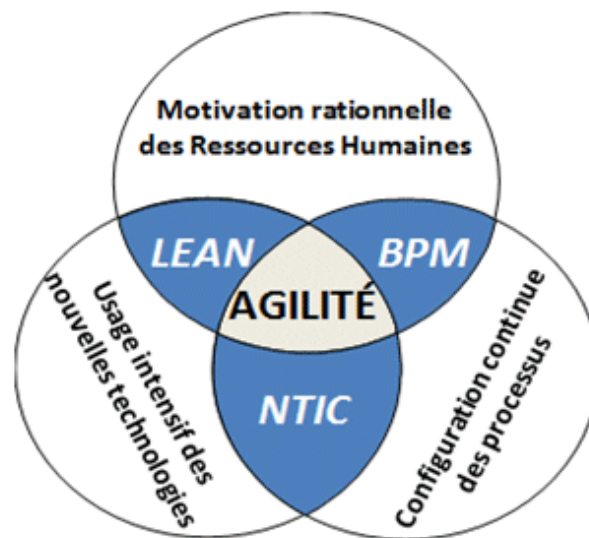 Motivation rationnelle
des Ressources Humaines
LEAN
BPM
AGILITÉ
NTIC
Usage intensif des
nouvelles technologies
Configuration continue
des processus